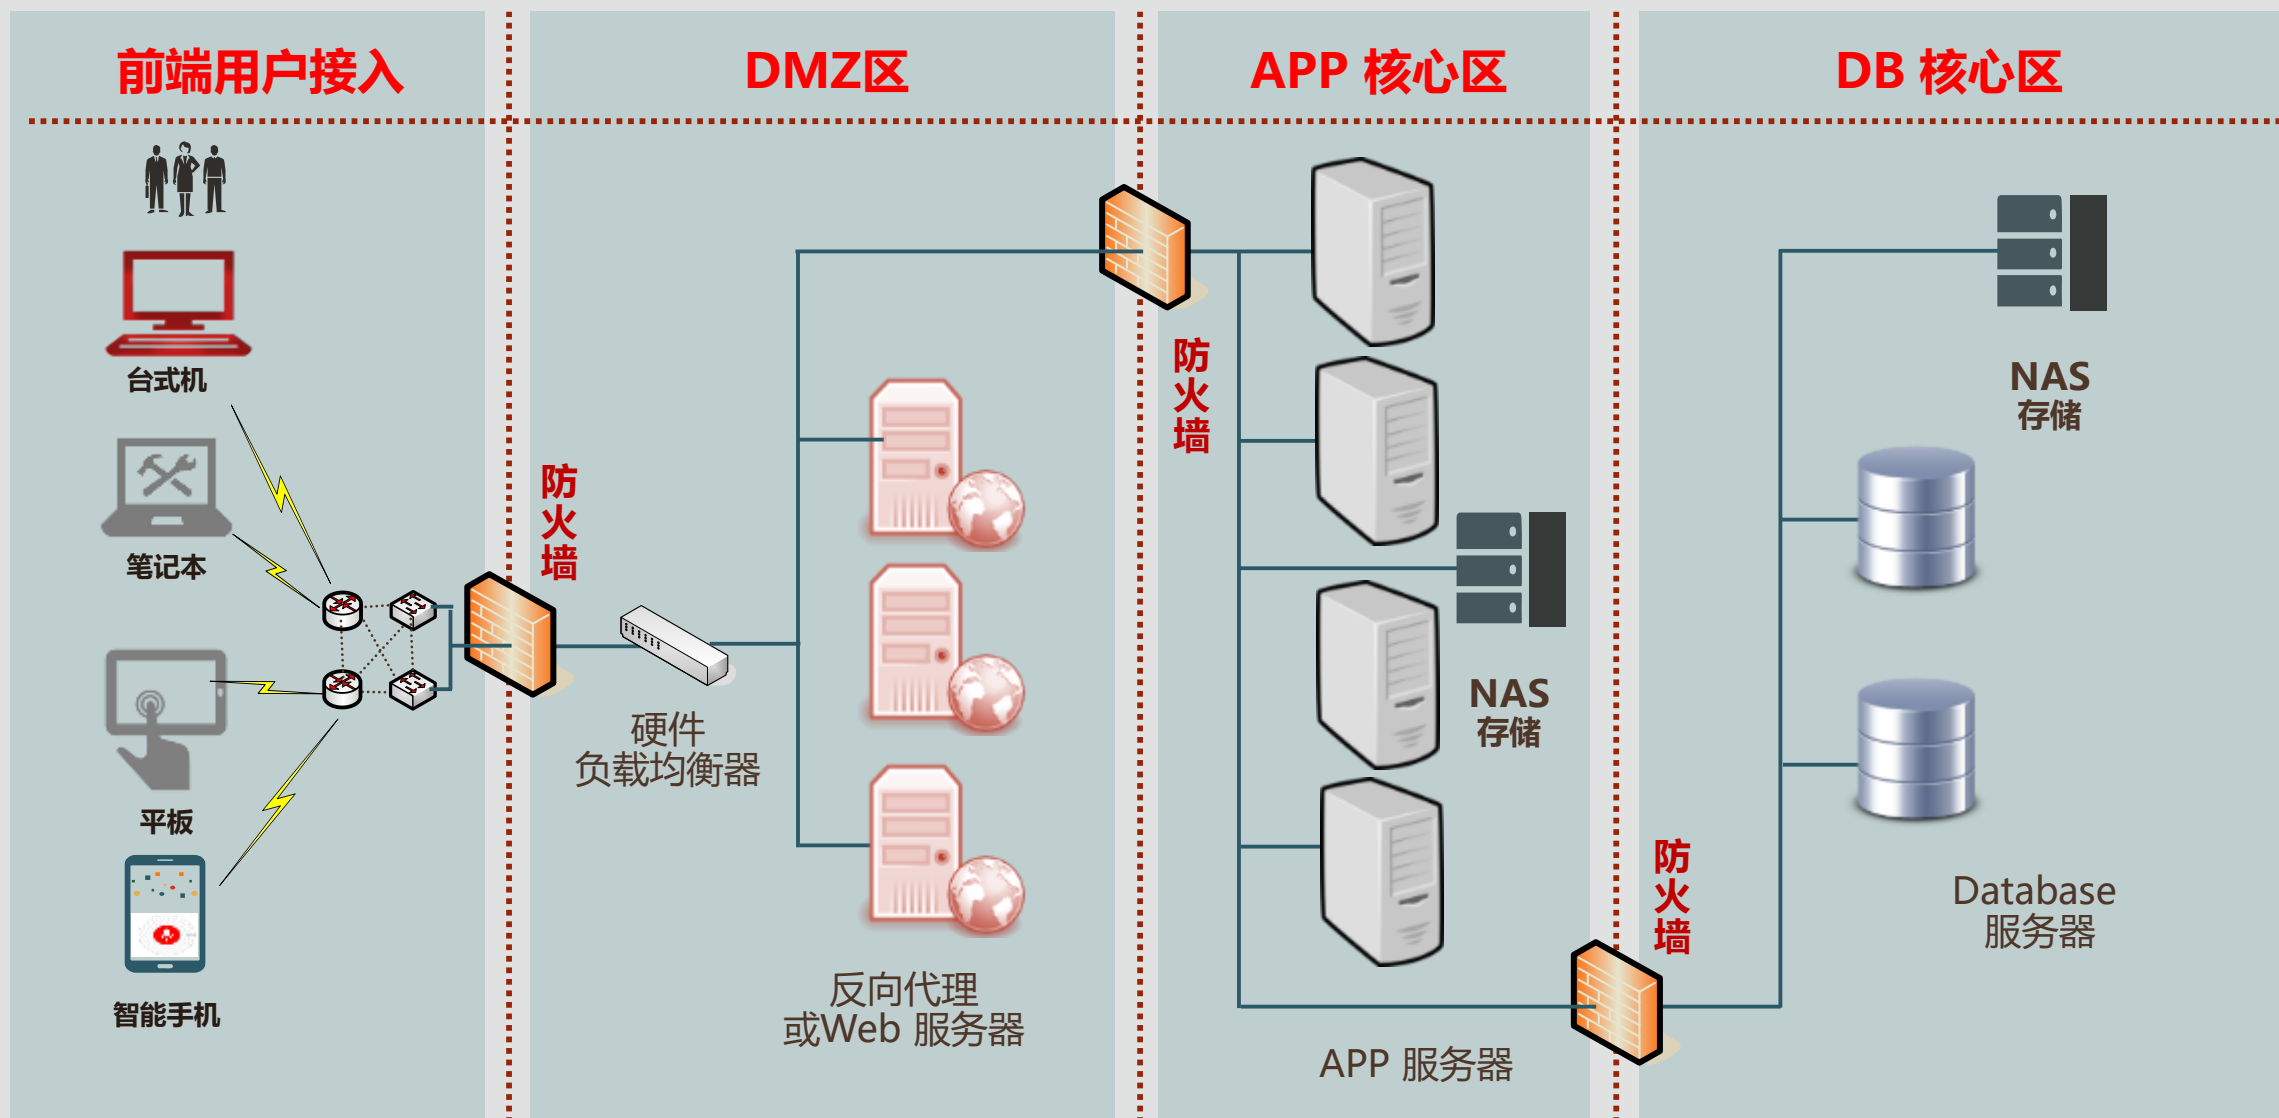 前端用户接入
DMZ区
APP 核心区
DB 核心区
台式机
笔记本
平板
智能手机
防
火
墙
硬件
负载均衡器
反向代理
或Web 服务器
防
火
墙
NAS
存储
APP 服务器
防
火
墙
NAS
存储
Database
服务器